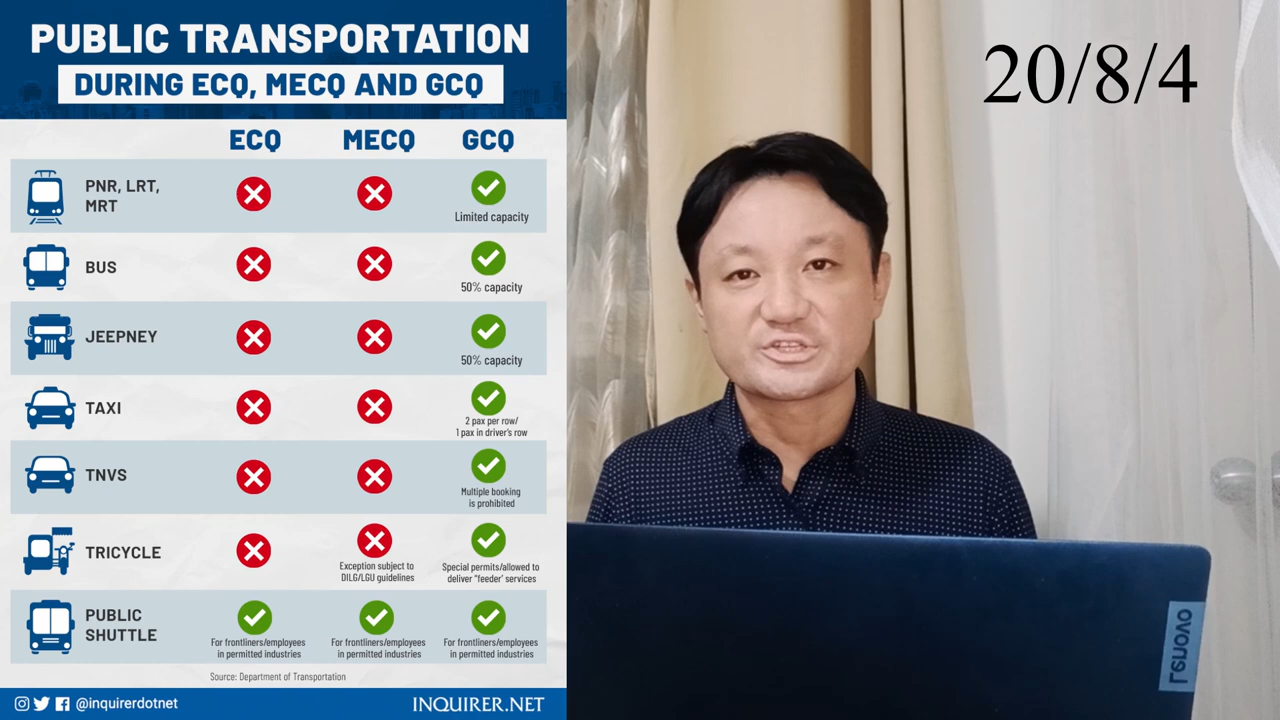 PUBLIC TRANSPORTATION
DURING ECQ, MECQ AND GCQ
ECQ MECQ GCQ
PNR, LRT,
MRT
Limited capacity
BUS
50% capacity
JEEPNEY
50% capacity
TAXI
2 pax per row/
1 pax in driver's row
TNVS
Multiple booking
is prohibited
TRICYCLE
Exception subject to
DILG/LGU guidelines
Special permits/allowed to
deliver "feeder' services
PUBLIC
SHUTTLE
For frontliners/employees
in permitted industries
For frontliners/employees
in permitted industries
For frontliners/employees
in permitted industries
Source: Department of Transportation
@inquirerdotnet
INQUIRER.NET
20/8/4
Lenovo